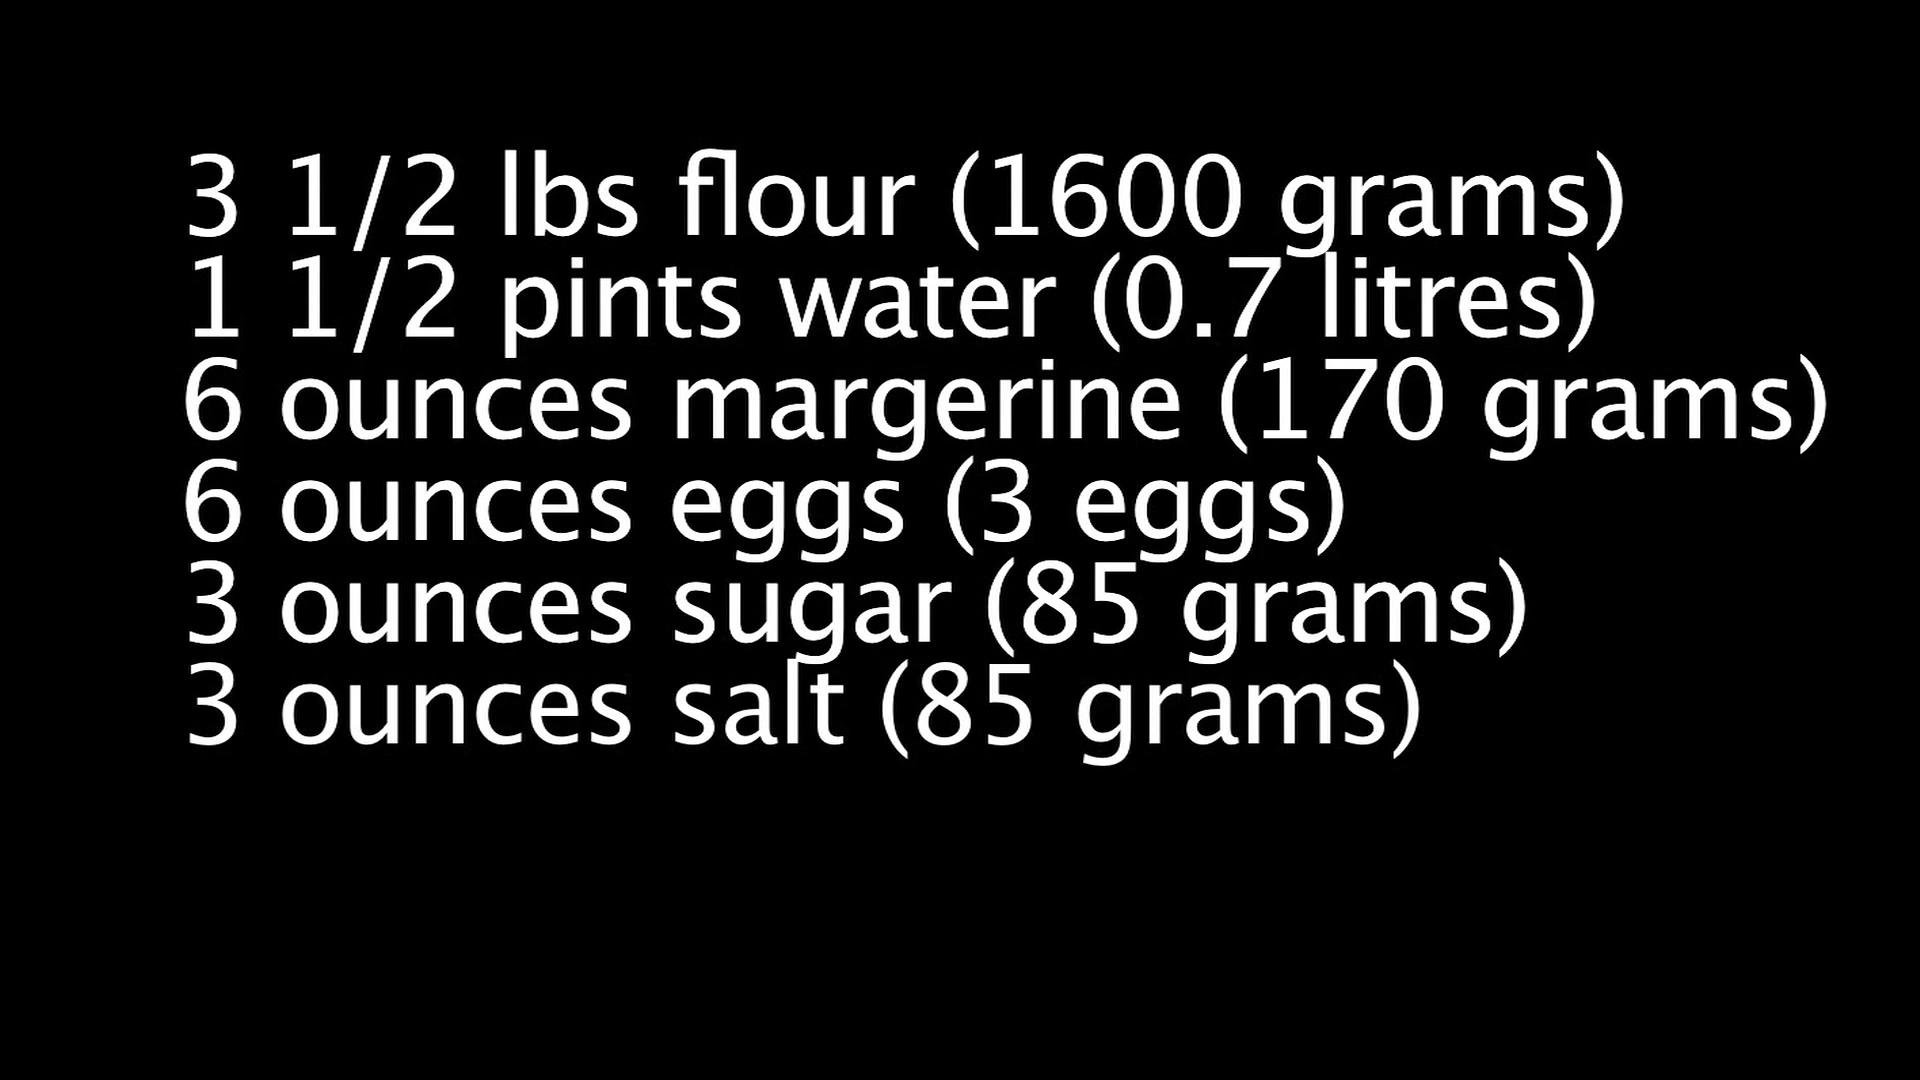 3 1/2 lbs flour (1600 grams)
1 1/2 pints water (0.7 litres)
6 ounces margerine (170 grams)
6 ounces eggs (3 eggs)
3 ounces sugar (85 grams)
3 ounces salt (85 grams)